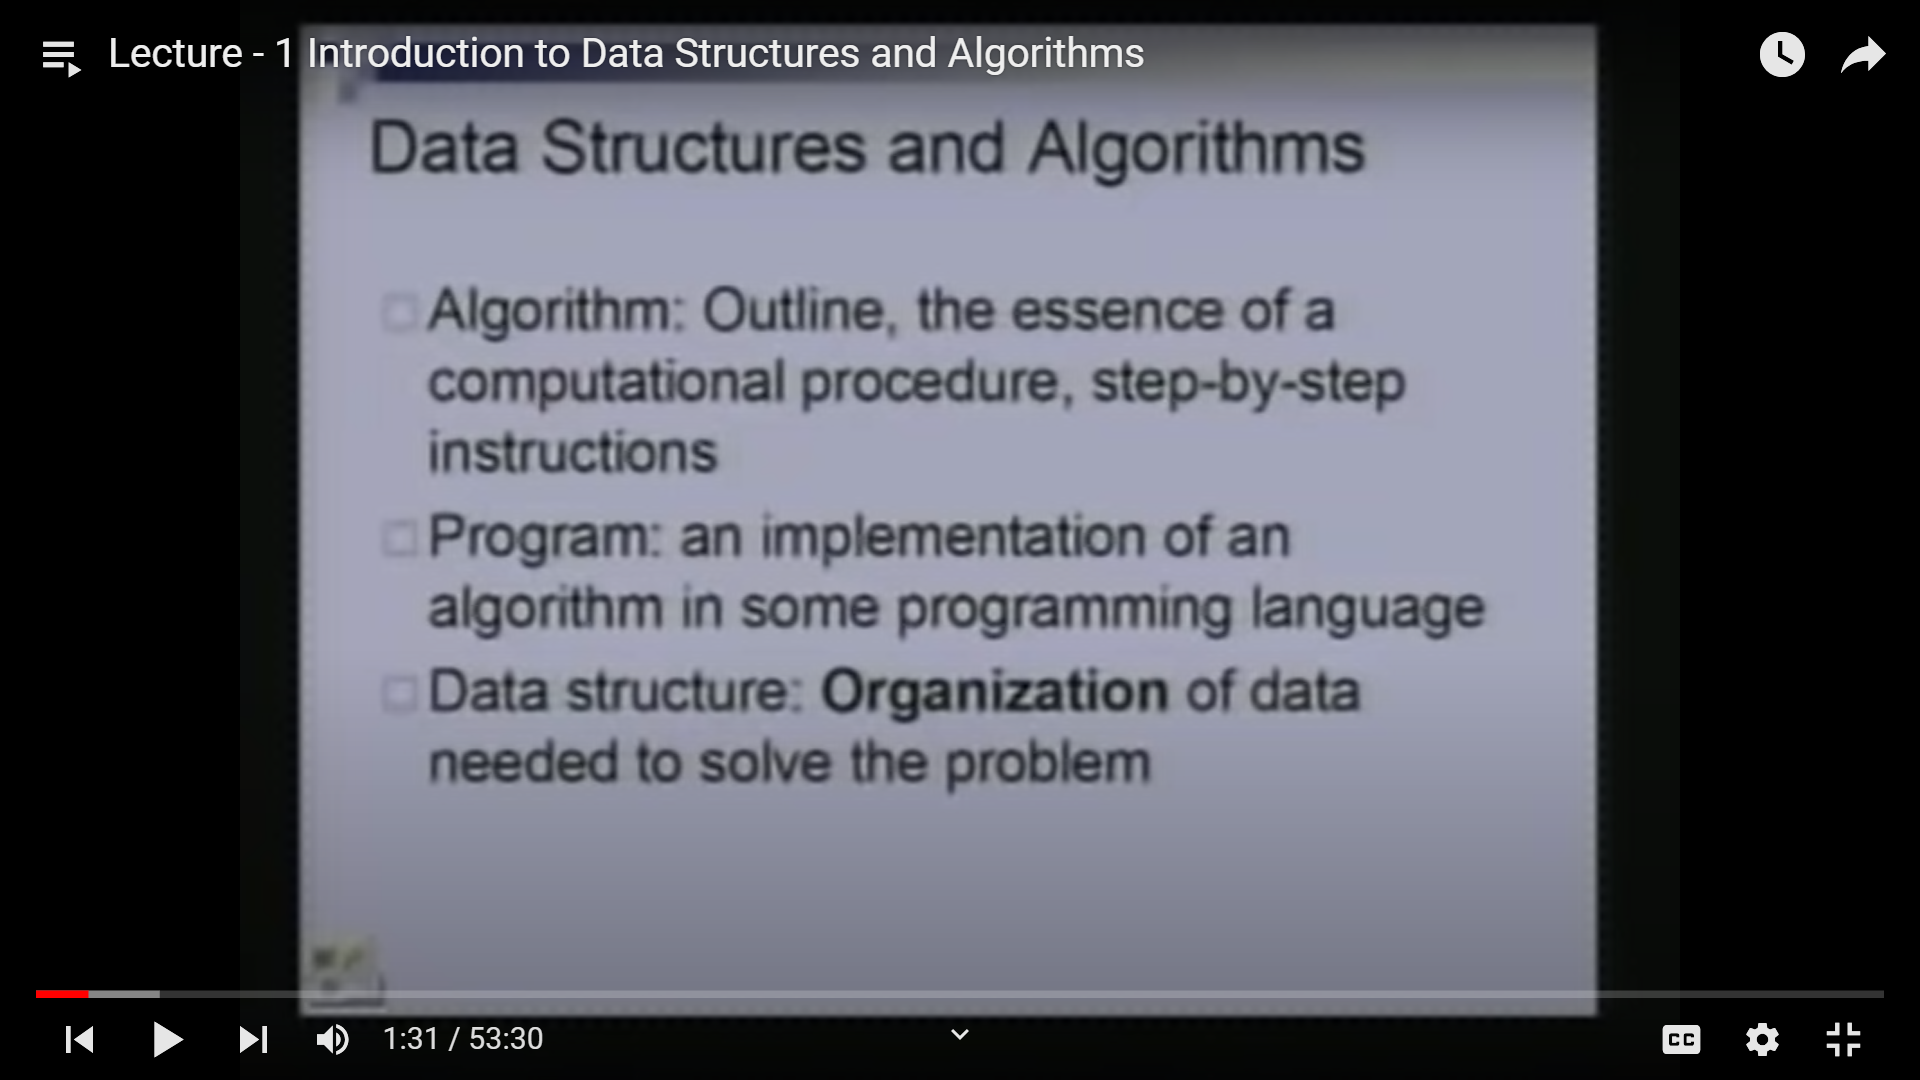 Lecture - 1 Introduction to Data Structures and Algorithms
Data Structures and Algorithms
Algorithm: Outline, the essence of a
computational procedure, step-by-step
instructions
Program: an implementation of an
algorithm in some programming language
Data structure: Organization of data
needed to solve the problem
1:31 / 53:30
CC